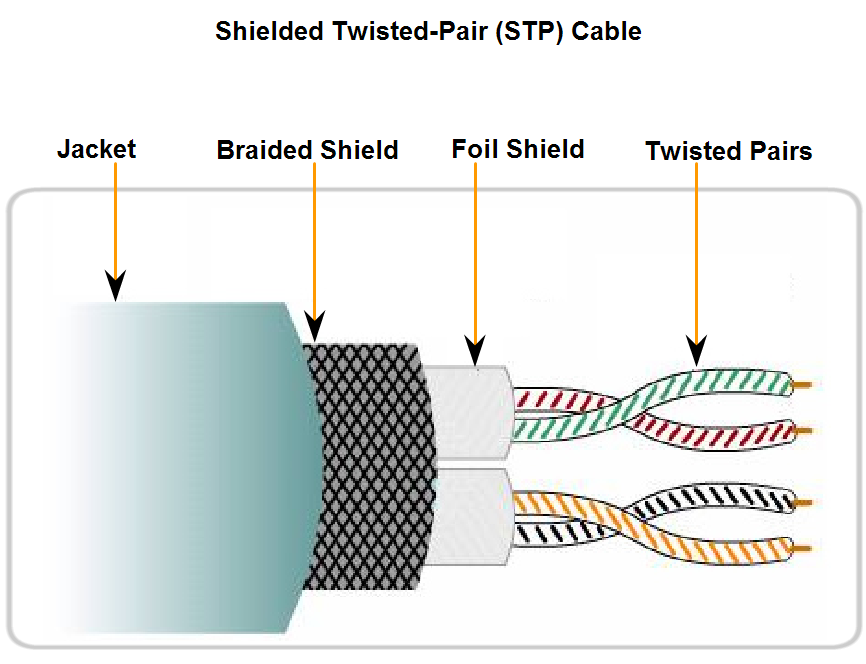 Shielded Twisted-Pair (STP) Cable
Jacket
Braided Shield
Foil Shield
Twisted Pairs